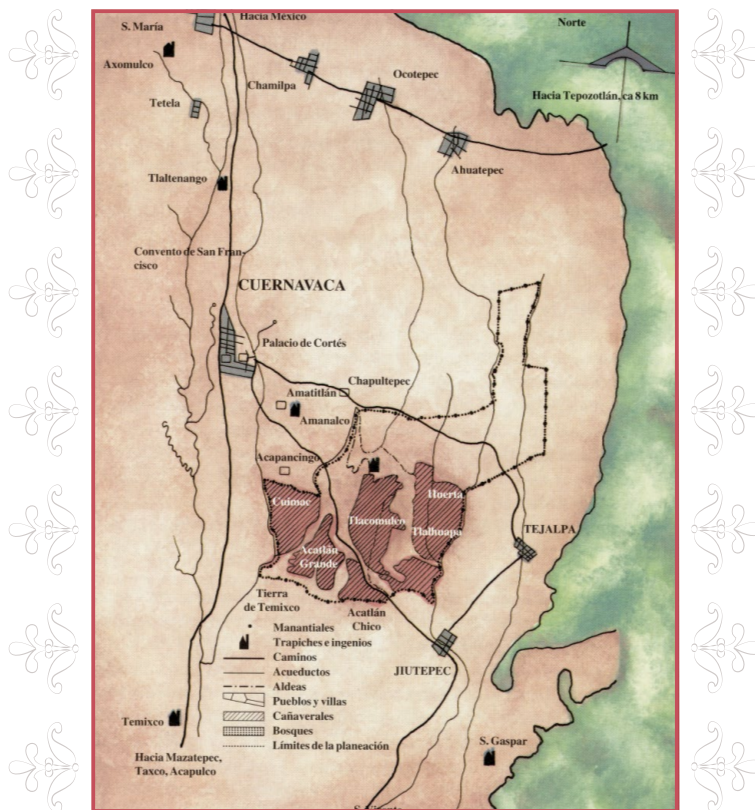 Hacia México
S. María
Norte
Axomulco
Chamilpa
Ocotepec
Hacia Tepozotlán, ca 8 km
Tetela
Ahuatepec
Tlaltenango
Convento de San Fran-
cisco
CUERNAVACA
Palacio de Cortés
Chapultepec
Amatitlán
Amanalco
Acapancingo
Cuimac
Huerta
Tlacomulco
Tlalhuapa
TEJALPA
Acatlán
Grande
Tierra
de Temixco
Acatlán
Chico
Manantiales
Trapiches e ingenios
Caminos
Acueductos
Aldeas
Pueblos y villas
Cañaverales
Bosques
Límites de la planeación
JIUTEPEC
Temixco
S. Gaspar
Hacia Mazatepec,
Taxco, Acapulco